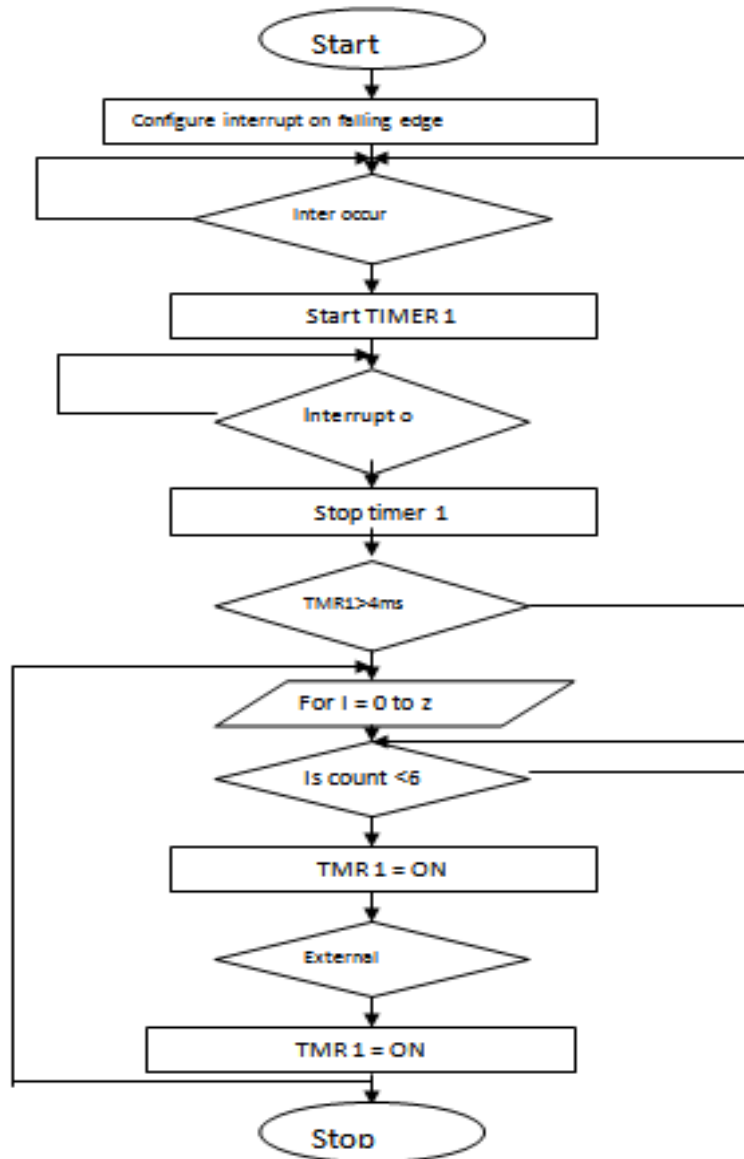 Start
Configure interrupt on falling edge
Inter occur
Start TIMER 1
Interrupt o
Stop timer 1
TMR1>4ms
For I = 0 to z
Is count <6
TMR 1 = ON
External
TMR 1 = ON
Stop